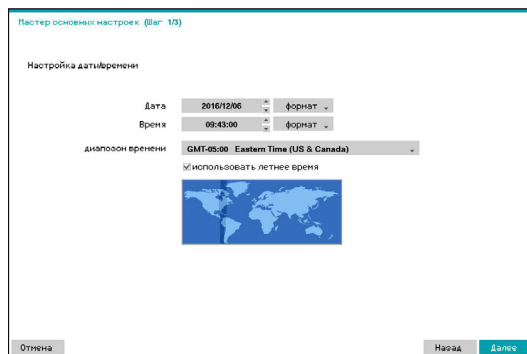 Мастер основных настроек (Шаг 1/3)
Настройка даты/времени
Дата 2016/12/06 формат
Время 09:43:00 формат
диапозон времени GMT-05:00 Eastern Time (US & Canada)
использовать летнее время
Отмена Назад Далее